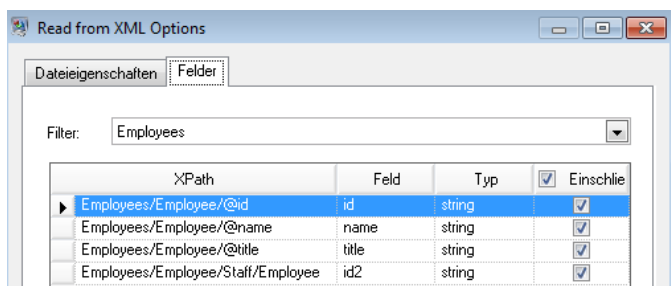 Read from XML Options
Dateieigenschaften Felder
Filter: Employees
XPath Feld Typ Einschlie
Employees/Employee/@id id string
Employees/Employee/@name name string
Employees/Employee/@title title string
Employees/Employee/Staff/Employee id2 string